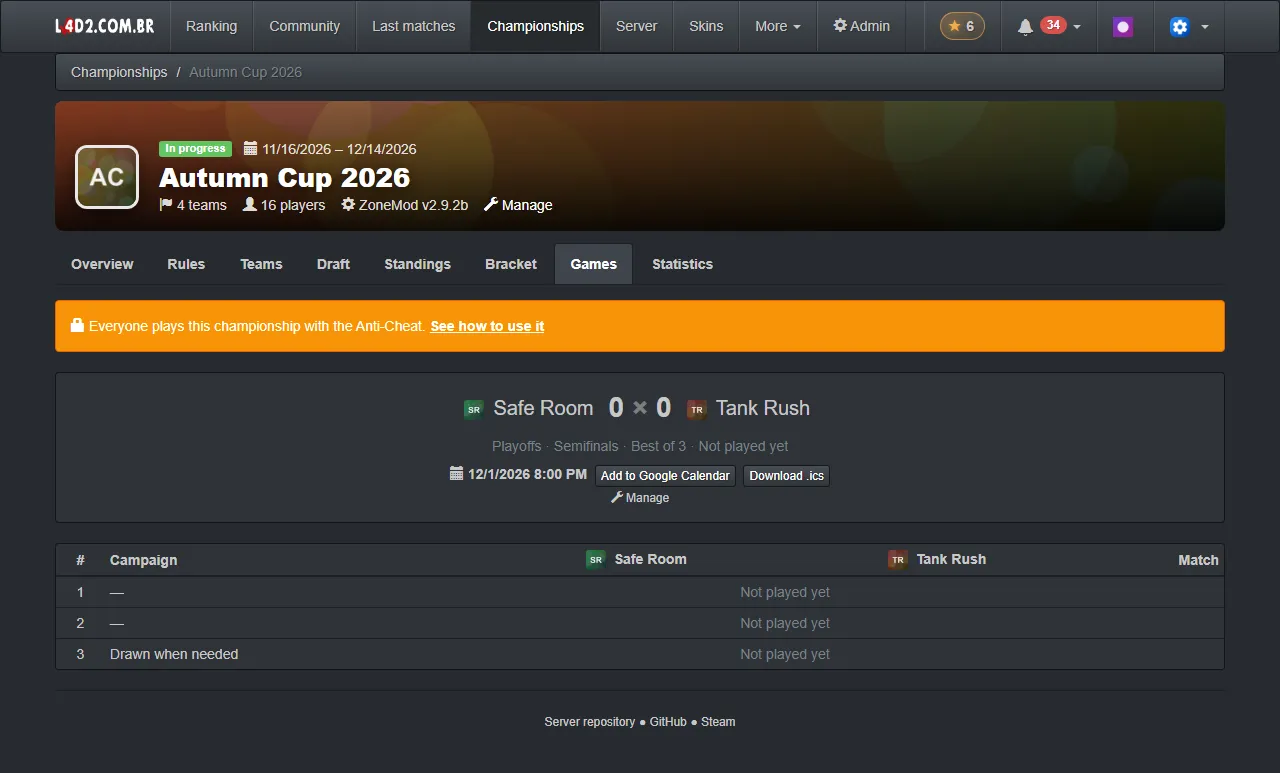 L4D2.COM.BR Ranking Community Last matches Championships Server Skins More Admin 6 34
Championships / Autumn Cup 2026
In progress 11/16/2026 – 12/14/2026
AC
Autumn Cup 2026
4 teams 16 players ZoneMod v2.9.2b Manage
Overview Rules Teams Draft Standings Bracket Games Statistics
Everyone plays this championship with the Anti-Cheat. See how to use it
SR Safe Room 0 × 0 TR Tank Rush
Playoffs · Semifinals · Best of 3 · Not played yet
12/1/2026 8:00 PM Add to Google Calendar Download .ics
Manage
# Campaign SR Safe Room TR Tank Rush Match
1 — Not played yet
2 — Not played yet
3 Drawn when needed Not played yet
Server repository ● GitHub ● Steam